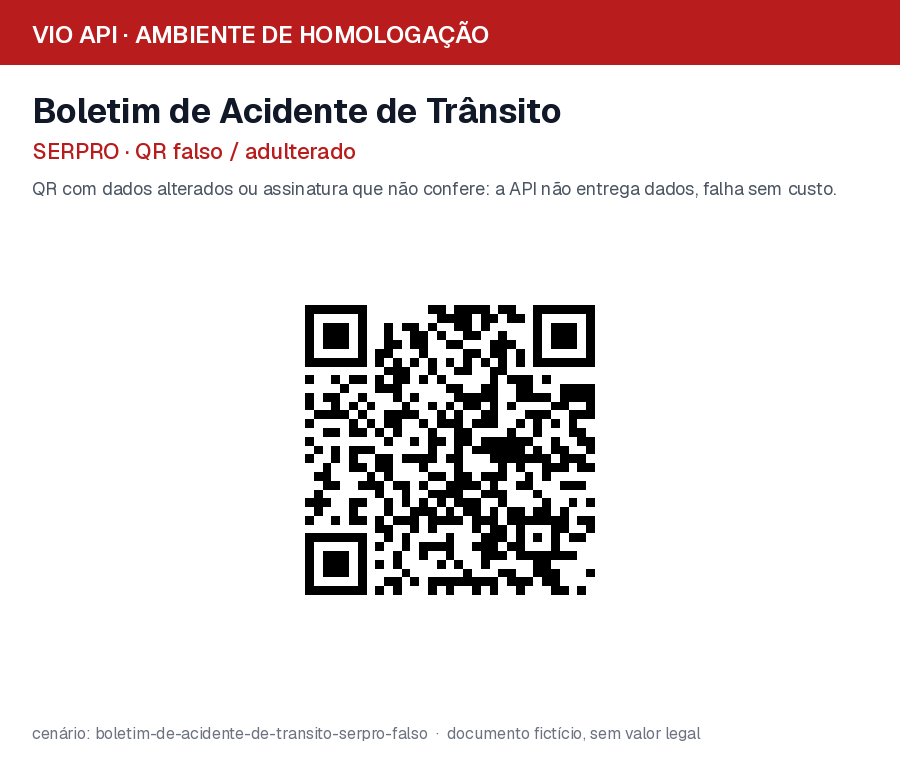 VIO API · AMBIENTE DE HOMOLOGAÇÃO
Boletim de Acidente de Trânsito
SERPRO · QR falso / adulterado
QR com dados alterados ou assinatura que não confere: a API não entrega dados, falha sem custo.
cenário: boletim-de-acidente-de-transito-serpro-falso · documento fictício, sem valor legal